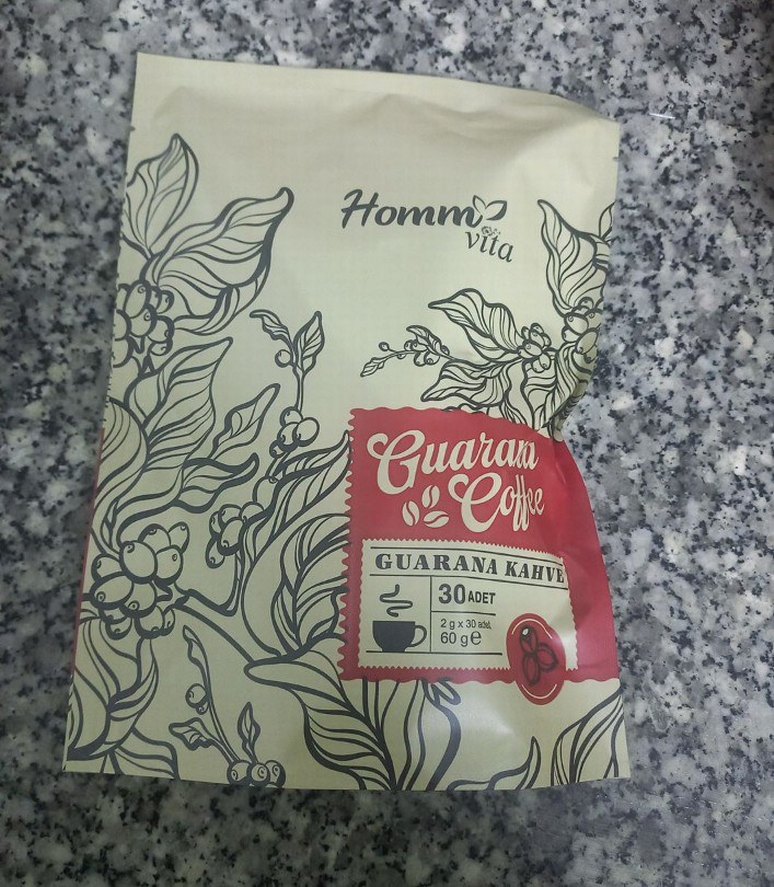 Homm
vita
Guarana
Coffee
GUARANA KAHVE
30 ADET
2 g x 30 adet
60 g e